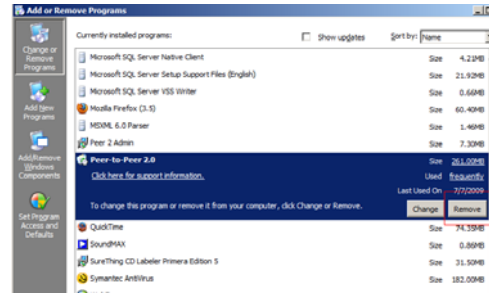 Add or Remove Programs
Change or Remove Programs
Currently installed programs:
Show updates
Sort by: Name
Microsoft SQL Server Native Client Size 4.21MB
Microsoft SQL Server Setup Support Files (English) Size 21.92MB
Microsoft SQL Server VSS Writer Size 0.66MB
Mozilla Firefox (3.5) Size 60.40MB
MSXML 6.0 Parser Size 1.46MB
Peer 2 Admin Size 7.30MB
Peer-to-Peer 2.0 Size 261.00MB
Click here for support information. Used frequently
Last Used On 7/7/2009
To change this program or remove it from your computer, click Change or Remove. Change Remove
QuickTime Size 74.35MB
SoundMAX Size 0.86MB
SureThing CD Labeler Primera Edition 5 Size 31.50MB
Symantec AntiVirus Size 182.00MB
Add New Programs
Add/Remove Windows Components
Set Program Access and Defaults